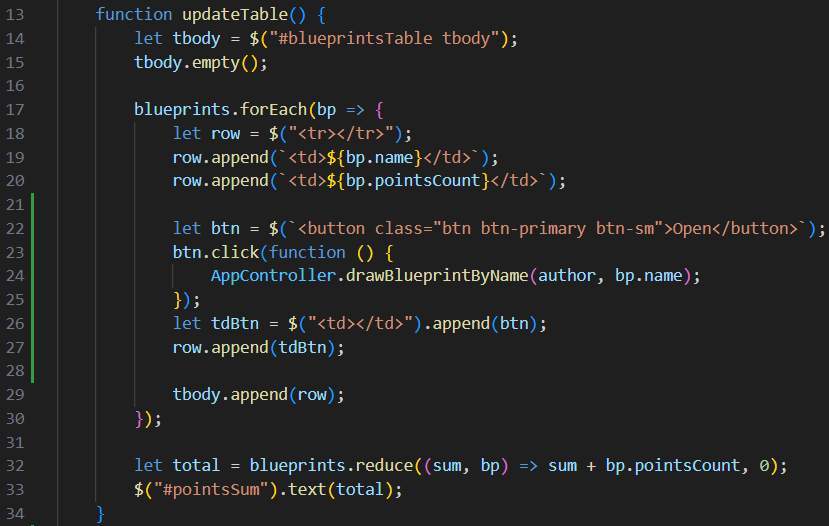 13 function updateTable() {
14 let tbody = $("#blueprintsTable tbody");
15 tbody.empty();
16
17 blueprints.forEach(bp => {
18 let row = $("<tr></tr>");
19 row.append(`<td>${bp.name}</td>`);
20 row.append(`<td>${bp.pointsCount}</td>`);
21
22 let btn = $(`<button class="btn btn-primary btn-sm">Open</button>`);
23 btn.click(function () {
24 AppController.drawBlueprintByName(author, bp.name);
25 });
26 let tdBtn = $("<td></td>").append(btn);
27 row.append(tdBtn);
28
29 tbody.append(row);
30 });
31
32 let total = blueprints.reduce((sum, bp) => sum + bp.pointsCount, 0);
33 $("#pointsSum").text(total);
34 }